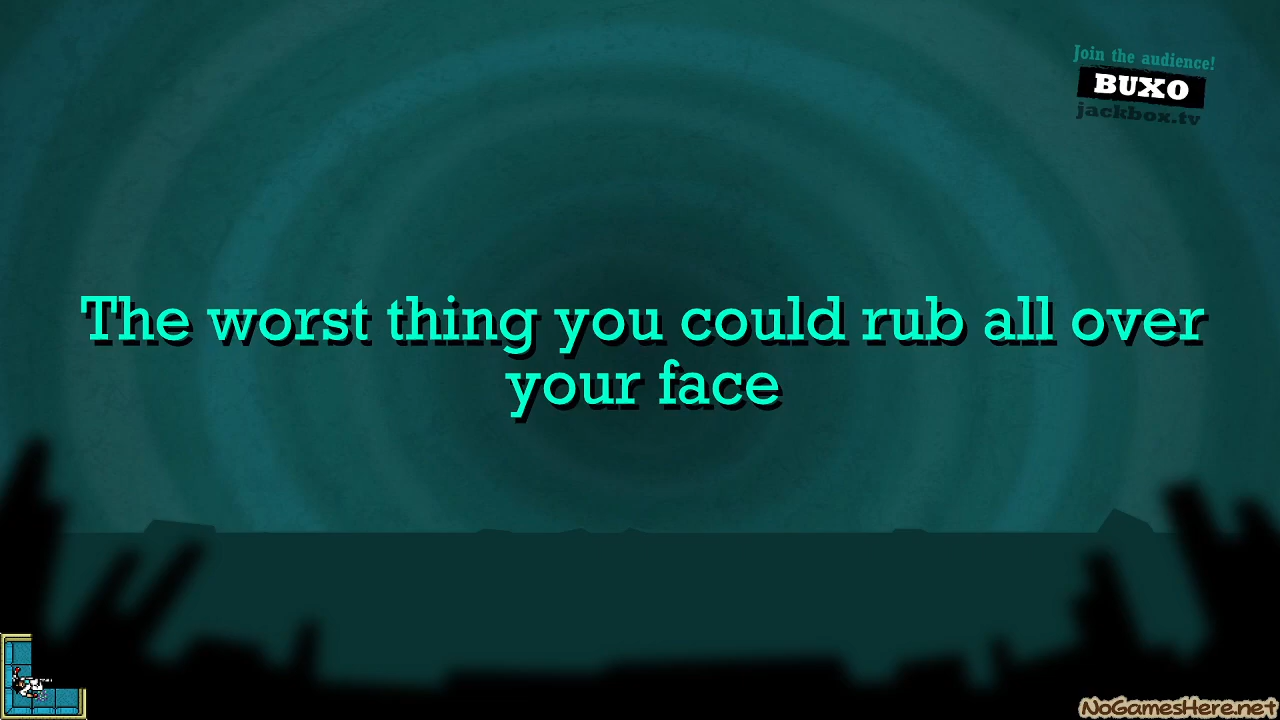 Join the audience!
BUXO
jackbox.tv
The worst thing you could rub all over
your face
NoGamesHere.net